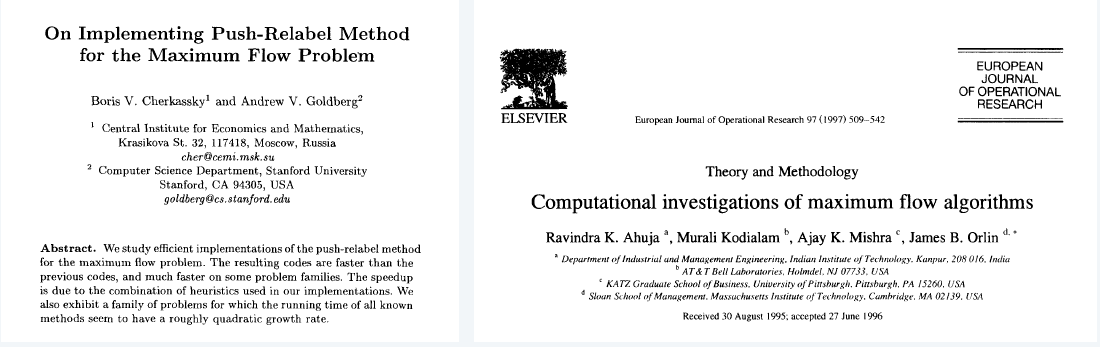 On Implementing Push-Relabel Method
for the Maximum Flow Problem
Boris V. Cherkassky1 and Andrew V. Goldberg2
1 Central Institute for Economics and Mathematics,
Krasikova St. 32, 117418, Moscow, Russia
cher@cemi.msk.su
2 Computer Science Department, Stanford University
Stanford, CA 94305, USA
goldberg@cs.stanford.edu
Abstract. We study efficient implementations of the push-relabel method
for the maximum flow problem. The resulting codes are faster than the
previous codes, and much faster on some problem families. The speedup
is due to the combination of heuristics used in our implementations. We
also exhibit a family of problems for which the running time of all known
methods seem to have a roughly quadratic growth rate.
ELSEVIER
European Journal of Operational Research 97 (1997) 509-542
EUROPEAN
JOURNAL
OF OPERATIONAL
RESEARCH
Theory and Methodology
Computational investigations of maximum flow algorithms
Ravindra K. Ahuja a, Murali Kodialam b, Ajay K. Mishra c, James B. Orlin d,*
a Department of Industrial and Management Engineering, Indian Institute of Technology, Kanpur, 208 016, India
b AT & T Bell Laboratories, Holmdel, NJ 07733, USA
c KATZ Graduate School of Business, University of Pittsburgh, Pittsburgh, PA 15260, USA
d Sloan School of Management, Massachusetts Institute of Technology, Cambridge, MA 02139, USA
Received 30 August 1995; accepted 27 June 1996